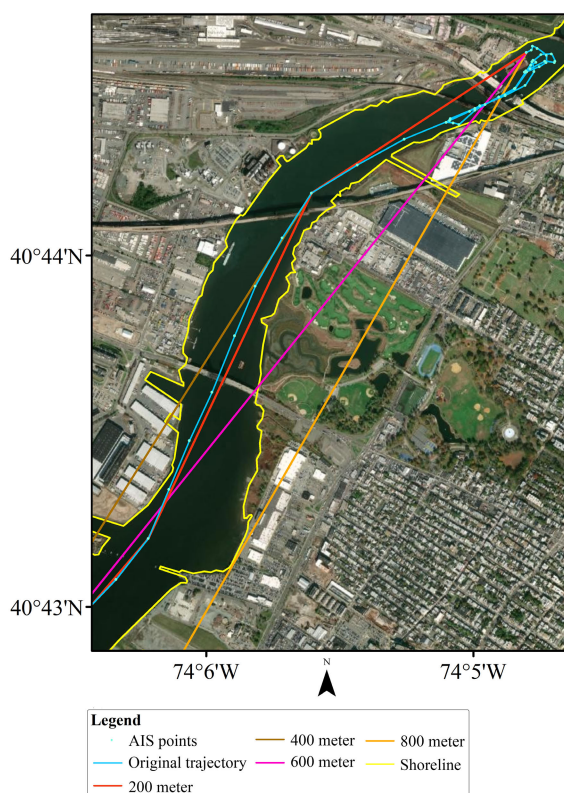 40°44'N
40°43'N
74°6'W
74°5'W
N
Legend
AIS points
400 meter
800 meter
Original trajectory
600 meter
Shoreline
200 meter